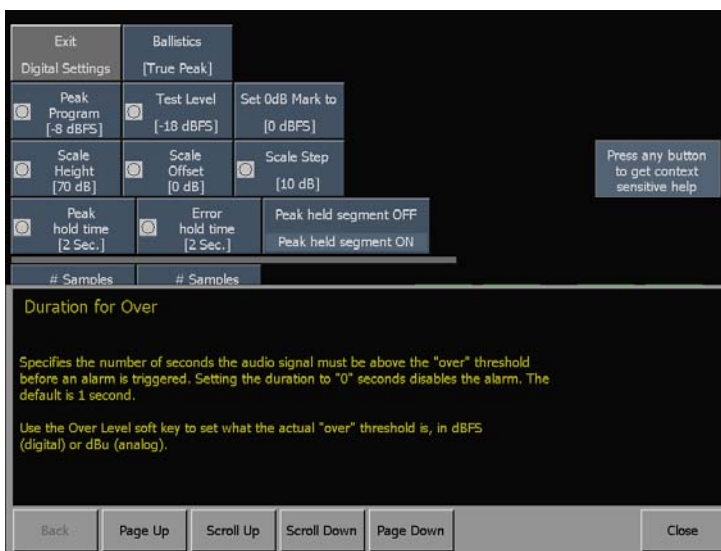 Exit
Digital Settings
Ballistics
[True Peak]
Peak
Program
[-8 dBFS]
Test Level
[-18 dBFS]
Set 0dB Mark to
[0 dBFS]
Scale
Height
[70 dB]
Scale
Offset
[0 dB]
Scale Step
[10 dB]
Press any button
to get context
sensitive help
Peak
hold time
[2 Sec.]
Error
hold time
[2 Sec.]
Peak held segment OFF
Peak held segment ON
# Samples
# Samples
Duration for Over
Specifies the number of seconds the audio signal must be above the "over" threshold
before an alarm is triggered. Setting the duration to "0" seconds disables the alarm. The
default is 1 second.
Use the Over Level soft key to set what the actual "over" threshold is, in dBFS
(digital) or dBu (analog).
Back
Page Up
Scroll Up
Scroll Down
Page Down
Close